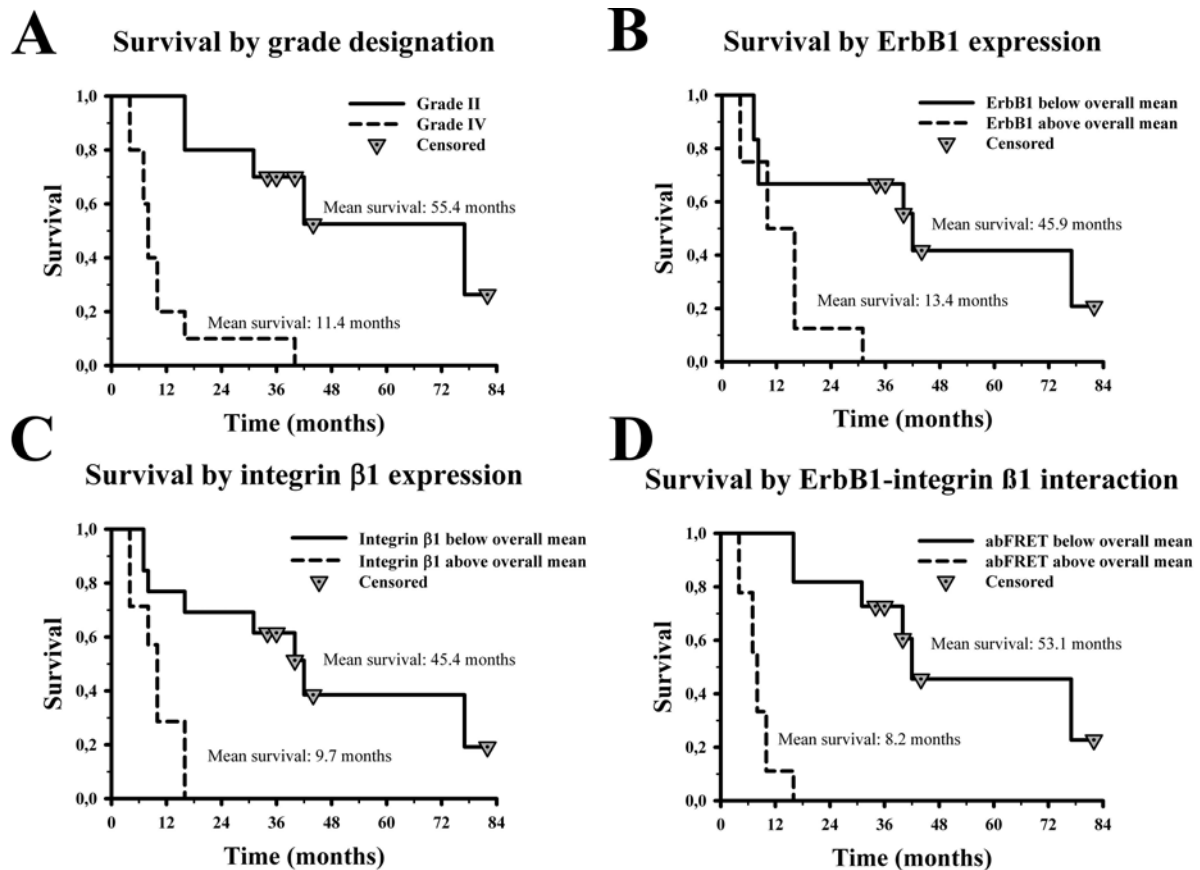 A
Survival by grade designation
Grade II
Grade IV
Censored
1,0
0,8
0,6
0,4
0,2
0,0
Survival
Mean survival: 55.4 months
Mean survival: 11.4 months
0 12 24 36 48 60 72 84
Time (months)
B
Survival by ErbB1 expression
ErbB1 below overall mean
ErbB1 above overall mean
Censored
1,0
0,8
0,6
0,4
0,2
0,0
Survival
Mean survival: 45.9 months
Mean survival: 13.4 months
0 12 24 36 48 60 72 84
Time (months)
C
Survival by integrin β1 expression
Integrin β1 below overall mean
Integrin β1 above overall mean
Censored
1,0
0,8
0,6
0,4
0,2
0,0
Survival
Mean survival: 45.4 months
Mean survival: 9.7 months
0 12 24 36 48 60 72 84
Time (months)
D
Survival by ErbB1-integrin ß1 interaction
abFRET below overall mean
abFRET above overall mean
Censored
1,0
0,8
0,6
0,4
0,2
0,0
Survival
Mean survival: 53.1 months
Mean survival: 8.2 months
0 12 24 36 48 60 72 84
Time (months)